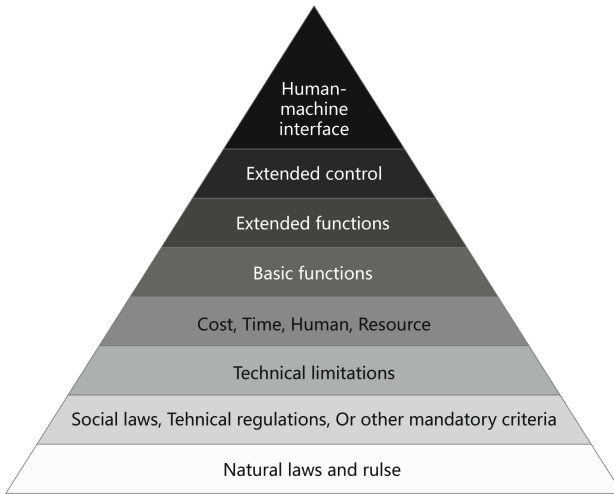 Human-
machine
interface
Extended control
Extended functions
Basic functions
Cost, Time, Human, Resource
Technical limitations
Social laws, Tehnical regulations, Or other mandatory criteria
Natural laws and rulse